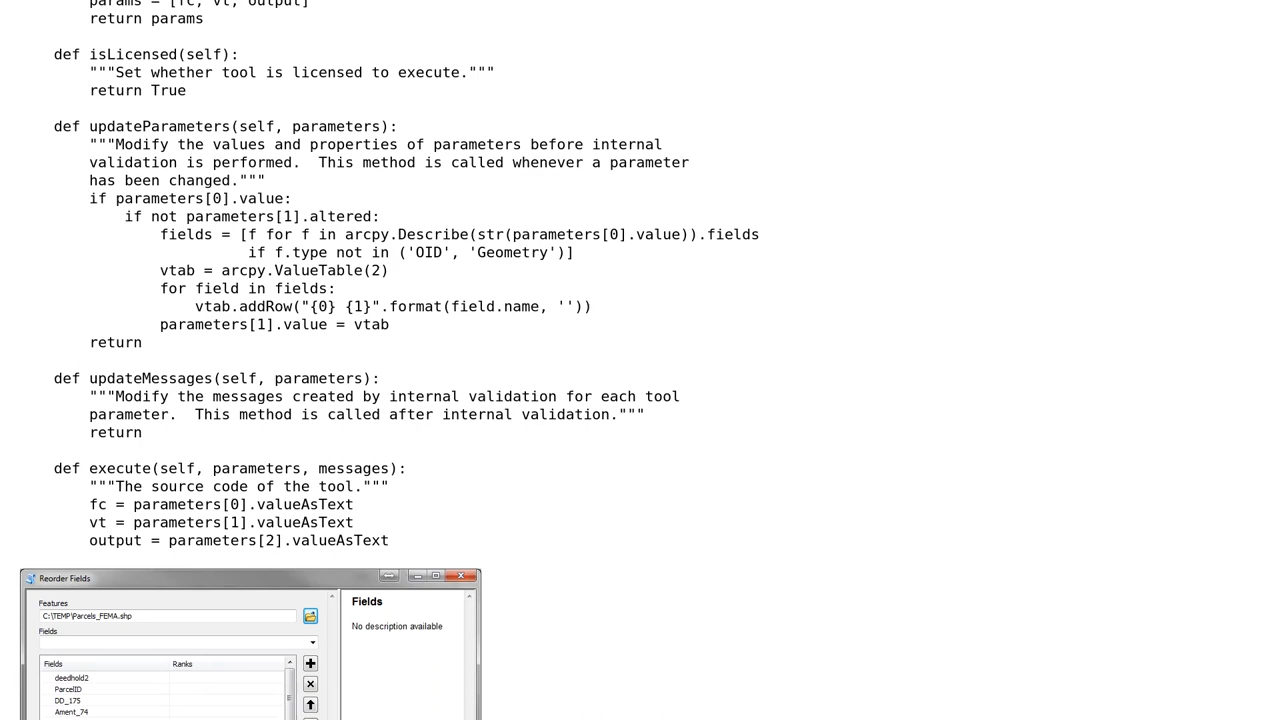 params = [fc, vt, output]
return params
def isLicensed(self):
"""Set whether tool is licensed to execute."""
return True
def updateParameters(self, parameters):
"""Modify the values and properties of parameters before internal
validation is performed.  This method is called whenever a parameter
has been changed."""
if parameters[0].value:
if not parameters[1].altered:
fields = [f for f in arcpy.Describe(str(parameters[0].value)).fields
if f.type not in ('OID', 'Geometry')]
vtab = arcpy.ValueTable(2)
for field in fields:
vtab.addRow("{0} {1}".format(field.name, ''))
parameters[1].value = vtab
return
def updateMessages(self, parameters):
"""Modify the messages created by internal validation for each tool
parameter.  This method is called after internal validation."""
return
def execute(self, parameters, messages):
"""The source code of the tool."""
fc = parameters[0].valueAsText
vt = parameters[1].valueAsText
output = parameters[2].valueAsText
Reorder Fields
Features
C:\TEMP\Parcels_FEMA.shp
Fields
Fields Ranks
deedhold2
ParcelID
DD_175
Ament_74
Fields
No description available